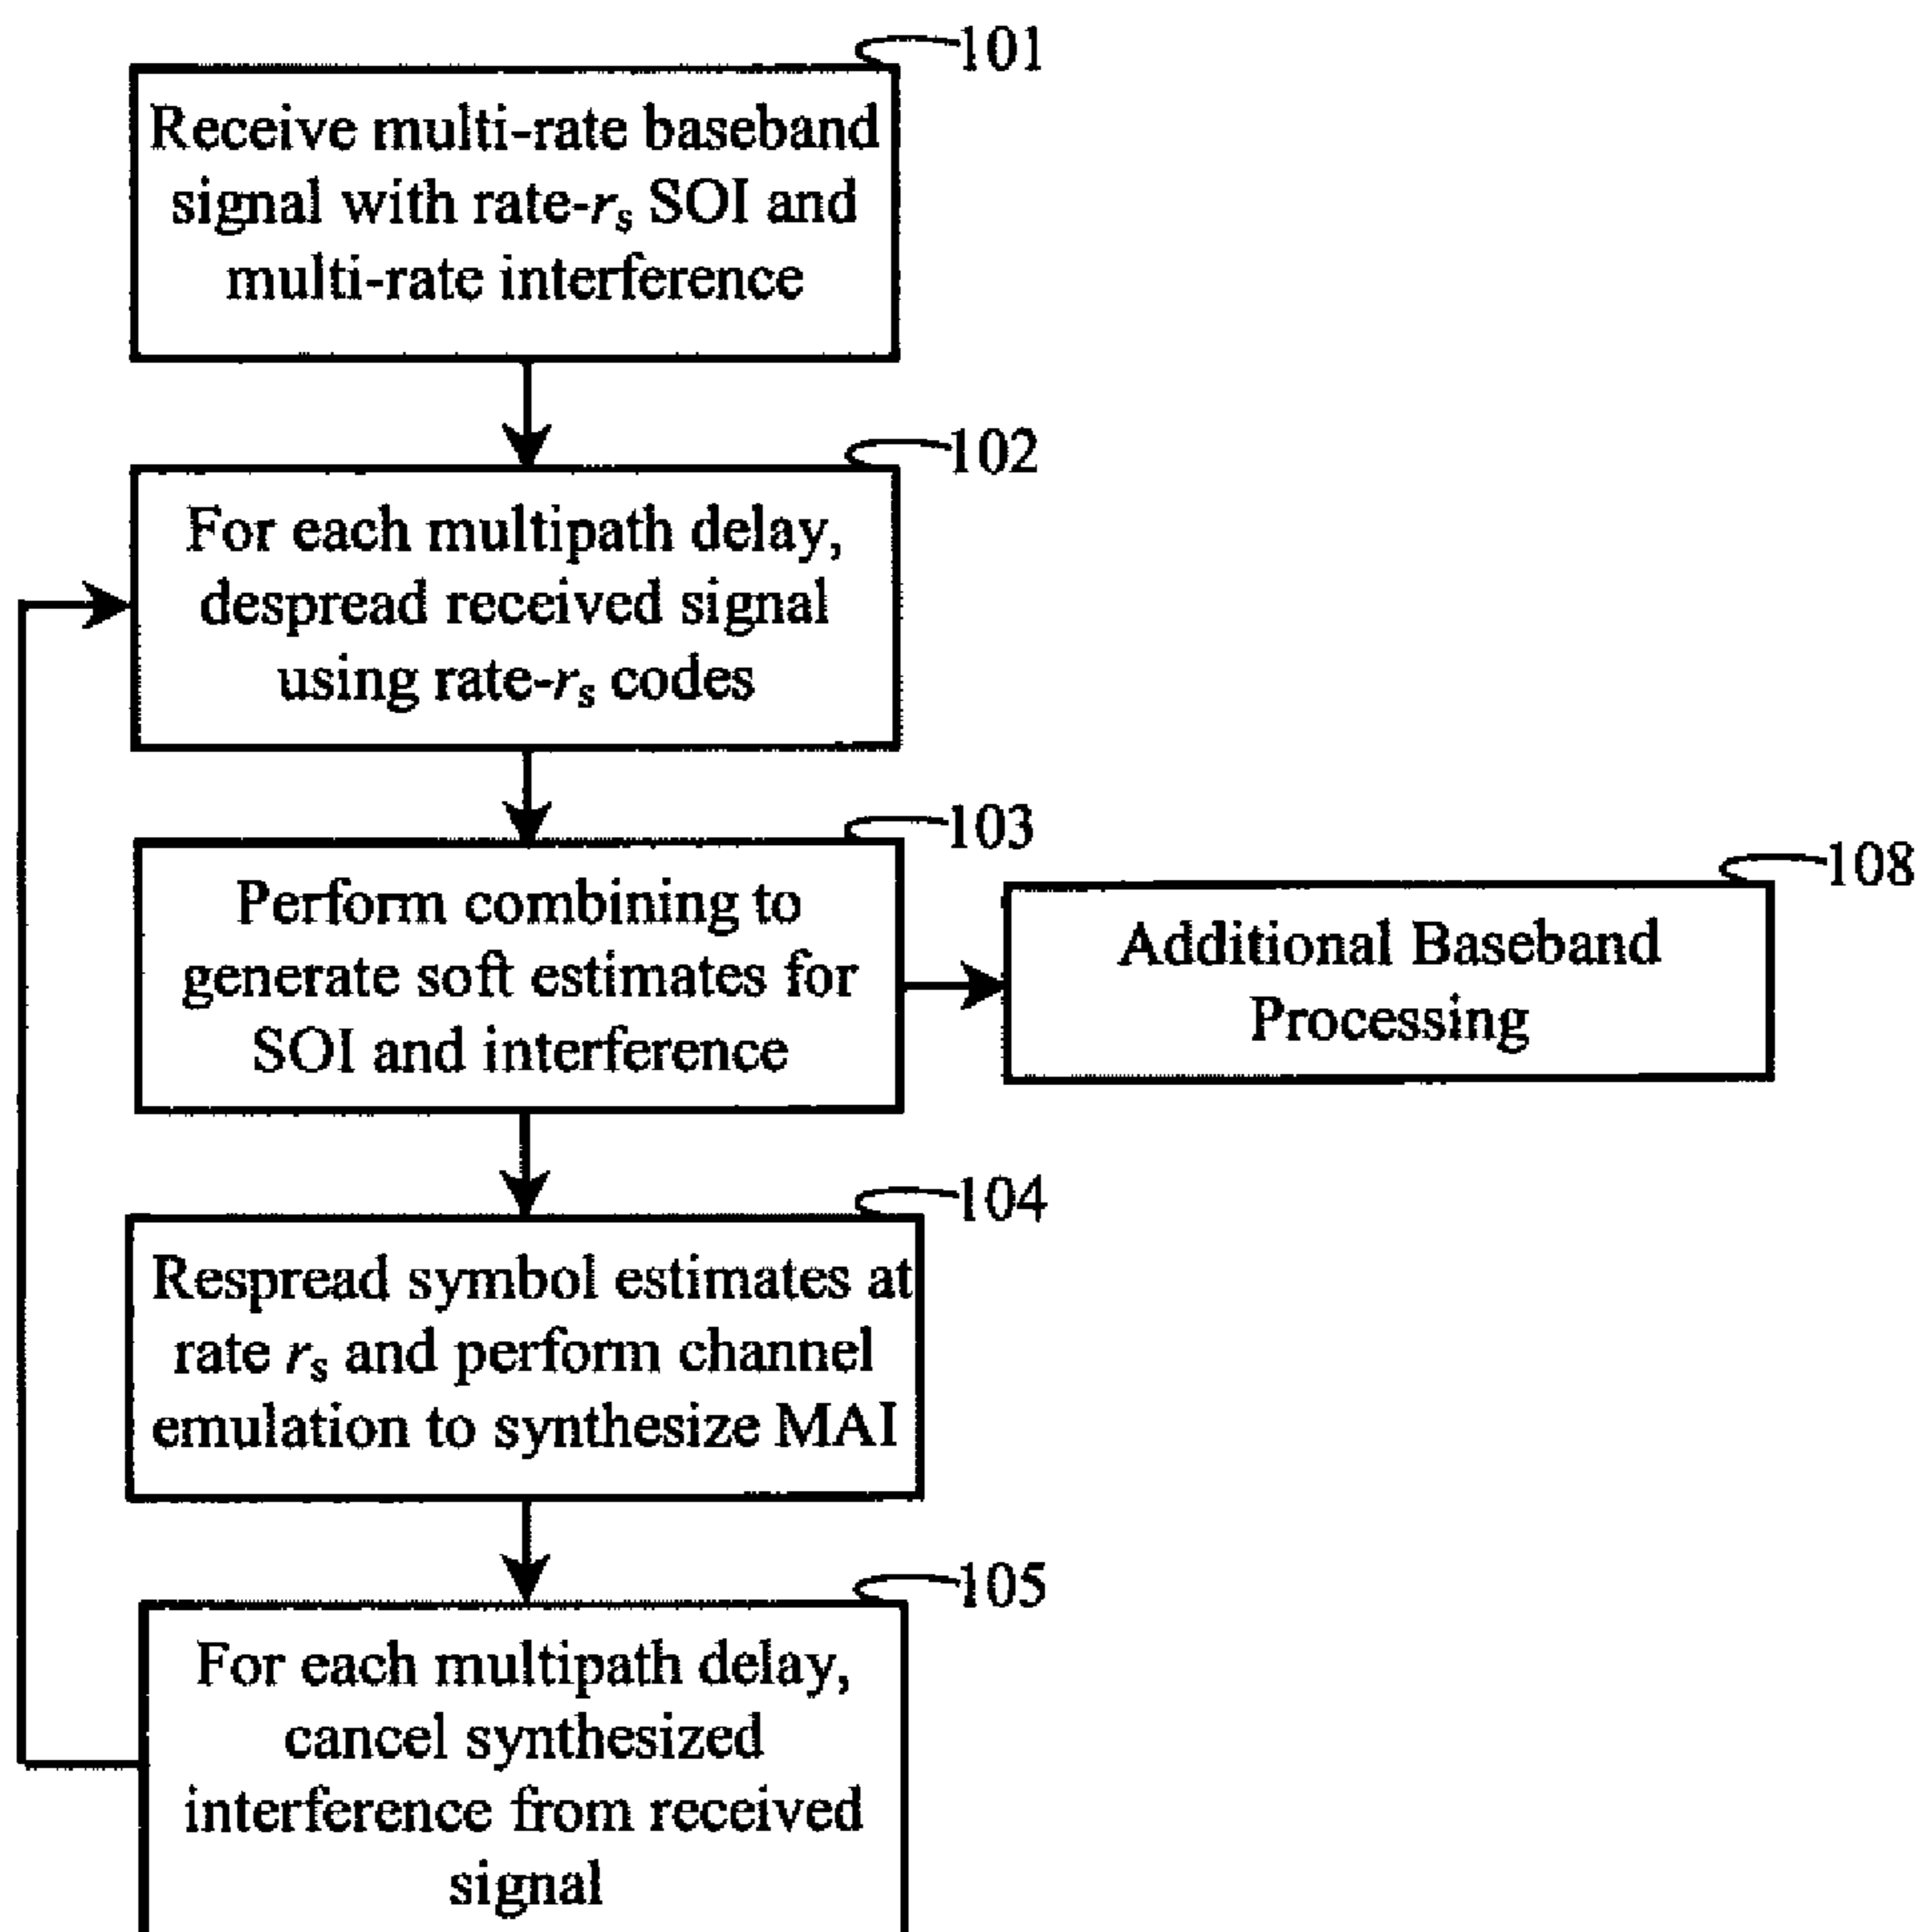 101
Receive multi-rate baseband
signal with rate-rs SOI and
multi-rate interference
102
For each multipath delay,
despread received signal
using rate-rs codes
103
Perform combining to
generate soft estimates for
SOI and interference
108
Additional Baseband
Processing
104
Respread symbol estimates at
rate rs and perform channel
emulation to synthesize MAI
105
For each multipath delay,
cancel synthesized
interference from received
signal